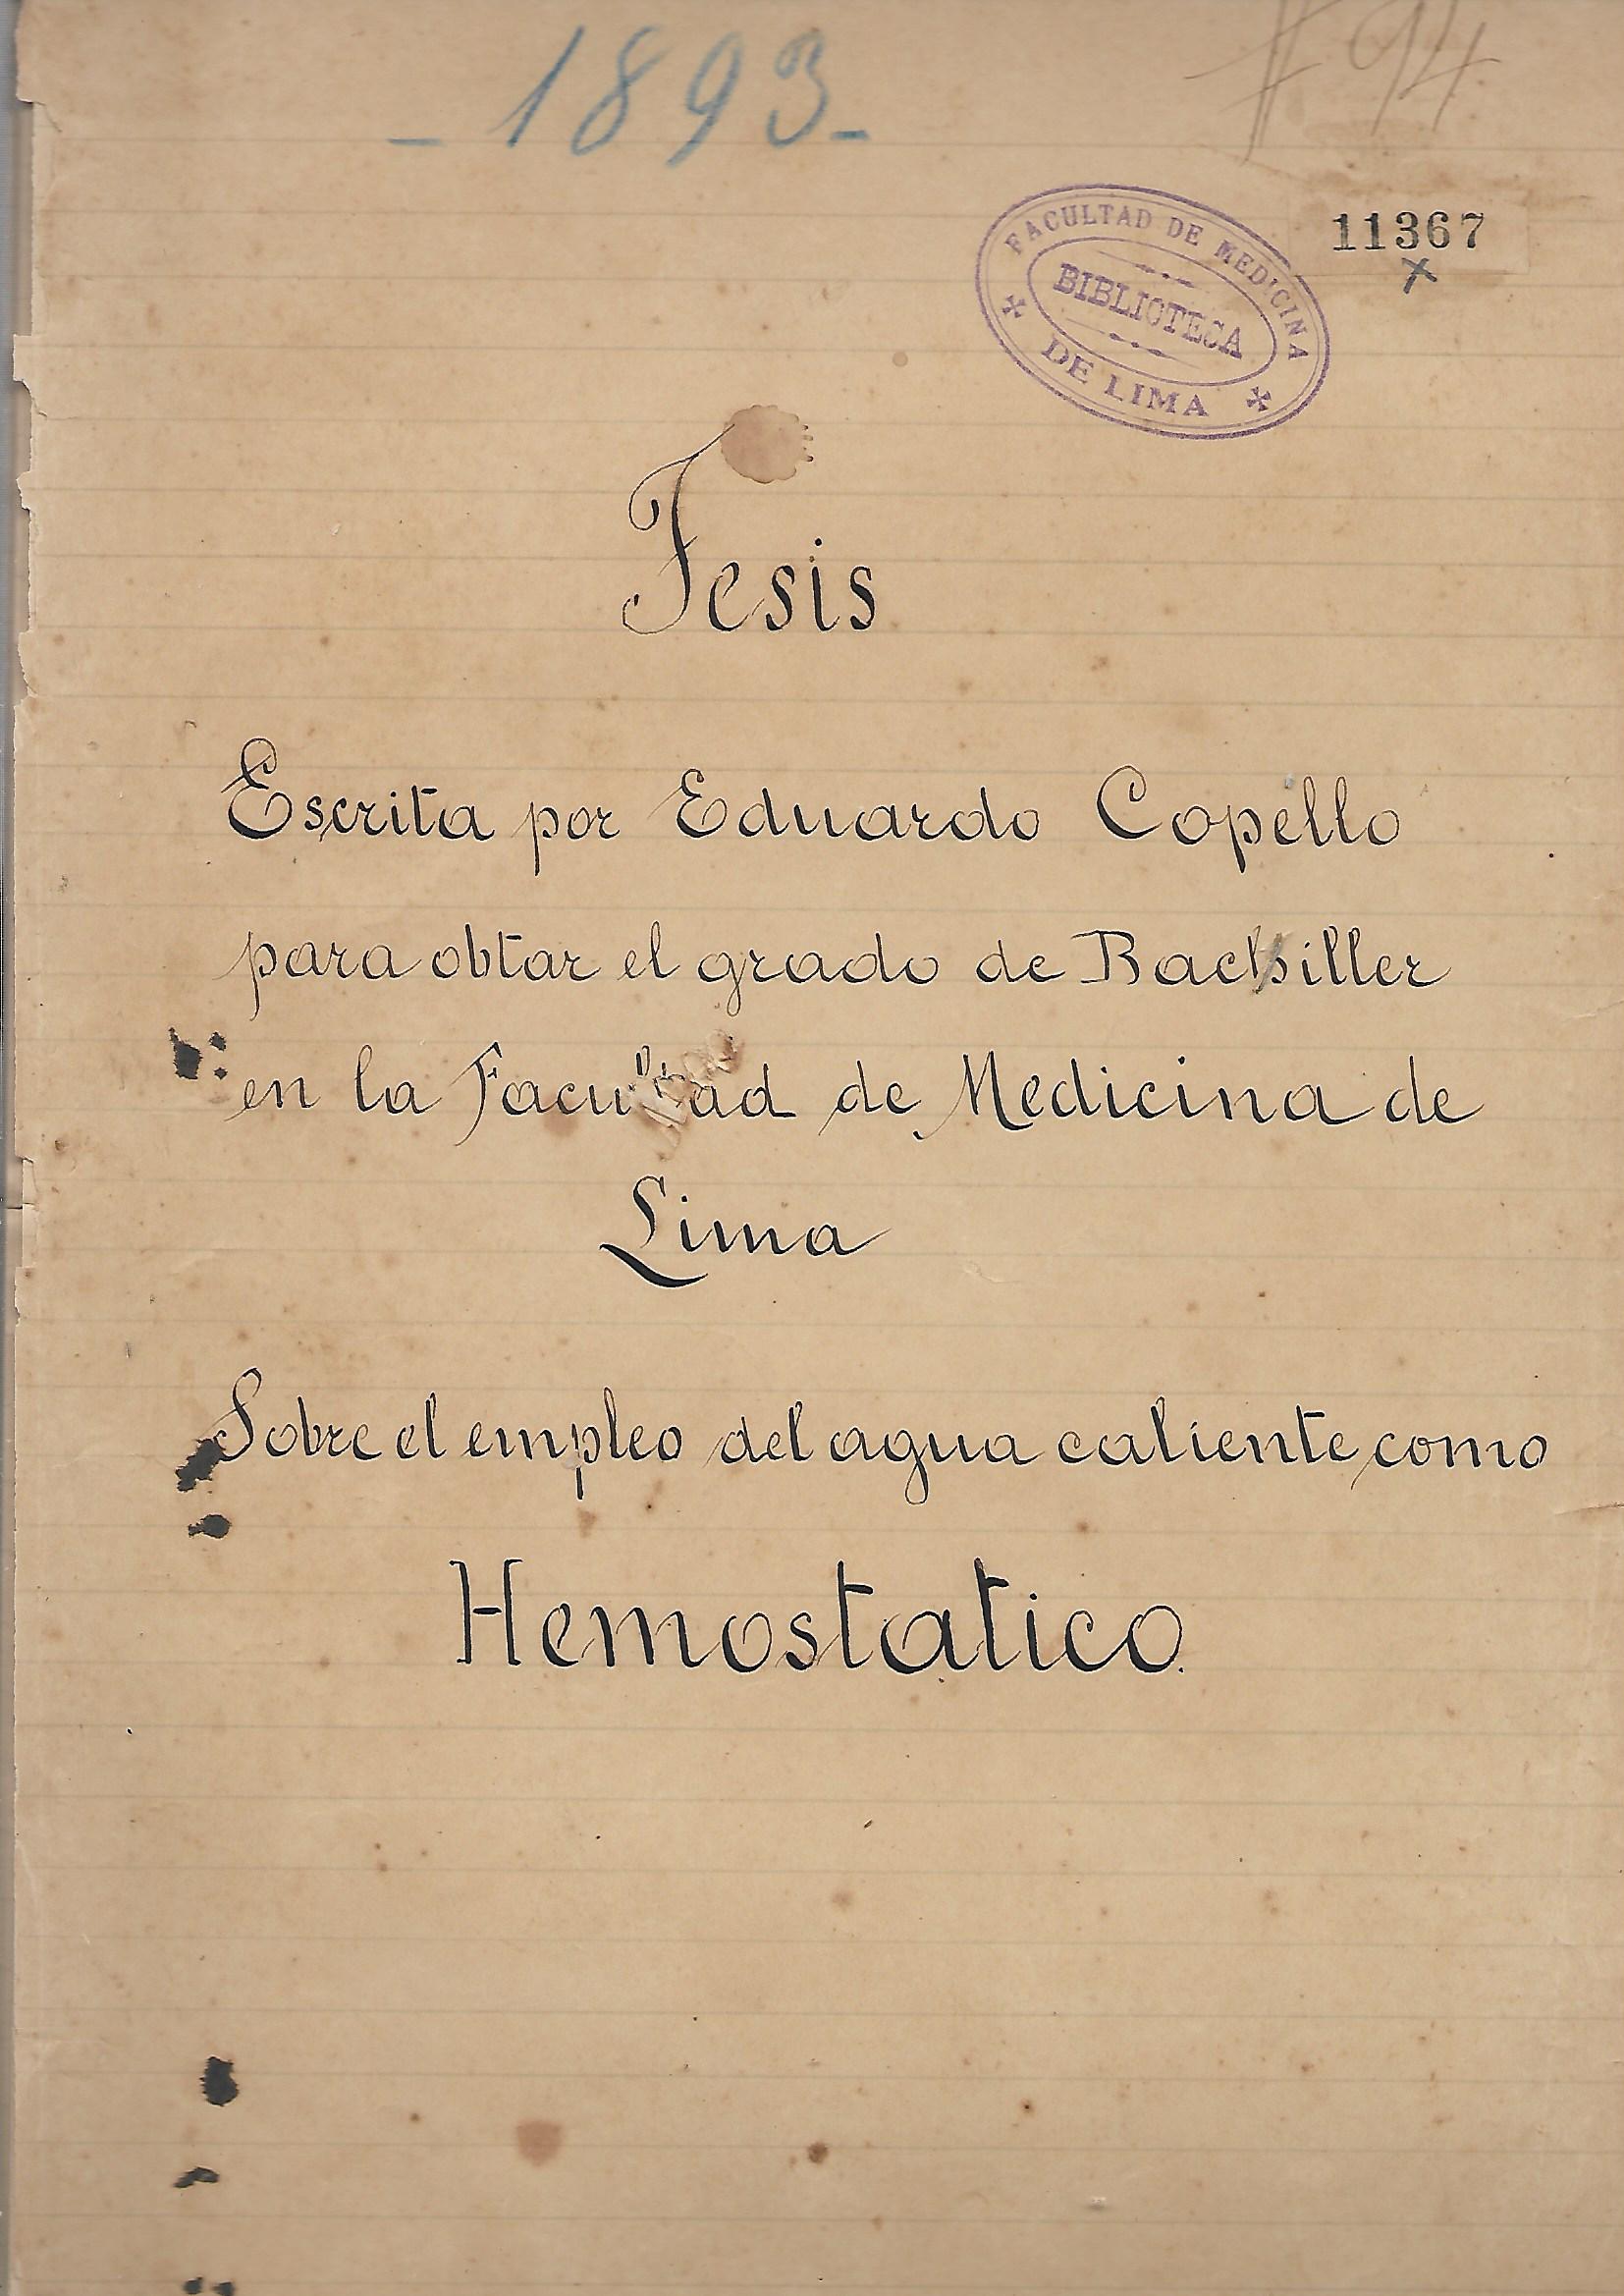 - 1893 -
# 94
11367
x
FACULTAD DE MEDICINA
BIBLIOTECA
DE LIMA
Tesis
Escrita por Eduardo Copello
para obtar el grado de Bachiller
en la Facultad de Medicina de
Lima
Sobre el empleo del agua caliente como
Hemostatico.